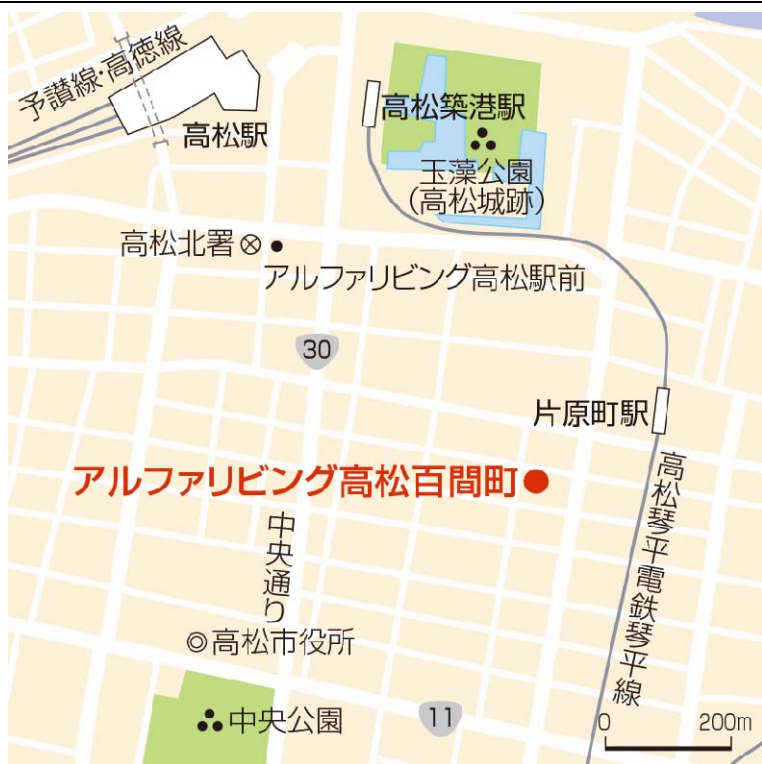 予讃線・高徳線
高松駅
高松築港駅
玉藻公園
(高松城跡)
高松北署
アルファリビング高松駅前
30
片原町駅
アルファリビング高松百間町
高松琴平電鉄琴平線
中央通り
高松市役所
中央公園
11
0 200m